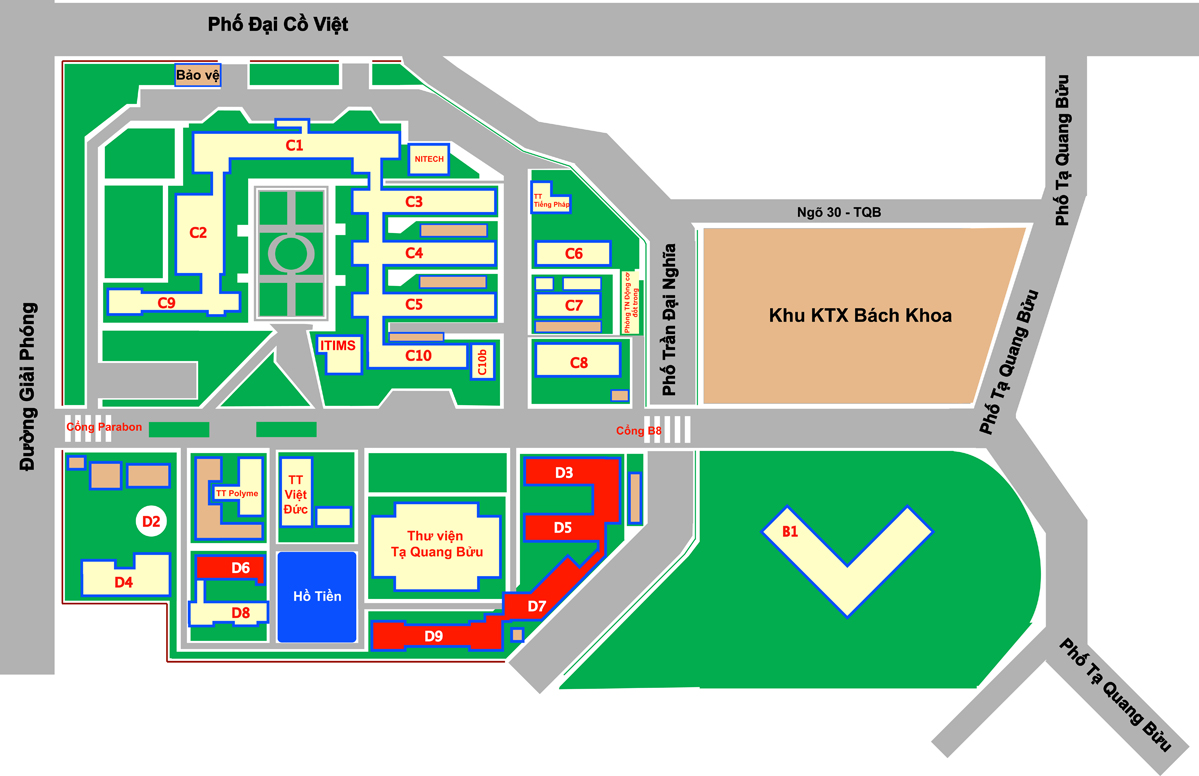 Phố Đại Cồ Việt
Bảo vệ
Phố Tạ Quang Bửu
C1
NITECH
C3
TT
Tiếng Pháp
Ngõ 30 - TQB
C2
C4
C6
Phố Trần Đại Nghĩa
Phòng TN Động cơ
đốt trong
C9
C5
C7
Khu KTX Bách Khoa
Đường Giải Phóng
ITIMS
C10
C10b
C8
Phố Tạ Quang Bửu
Cổng Parabon
Cổng B8
D3
TT Polyme
TT
Việt
Đức
D2
D5
B1
Thư viện
Tạ Quang Bửu
D4
D6
Hồ Tiền
D8
D7
D9
Phố Tạ Quang Bửu